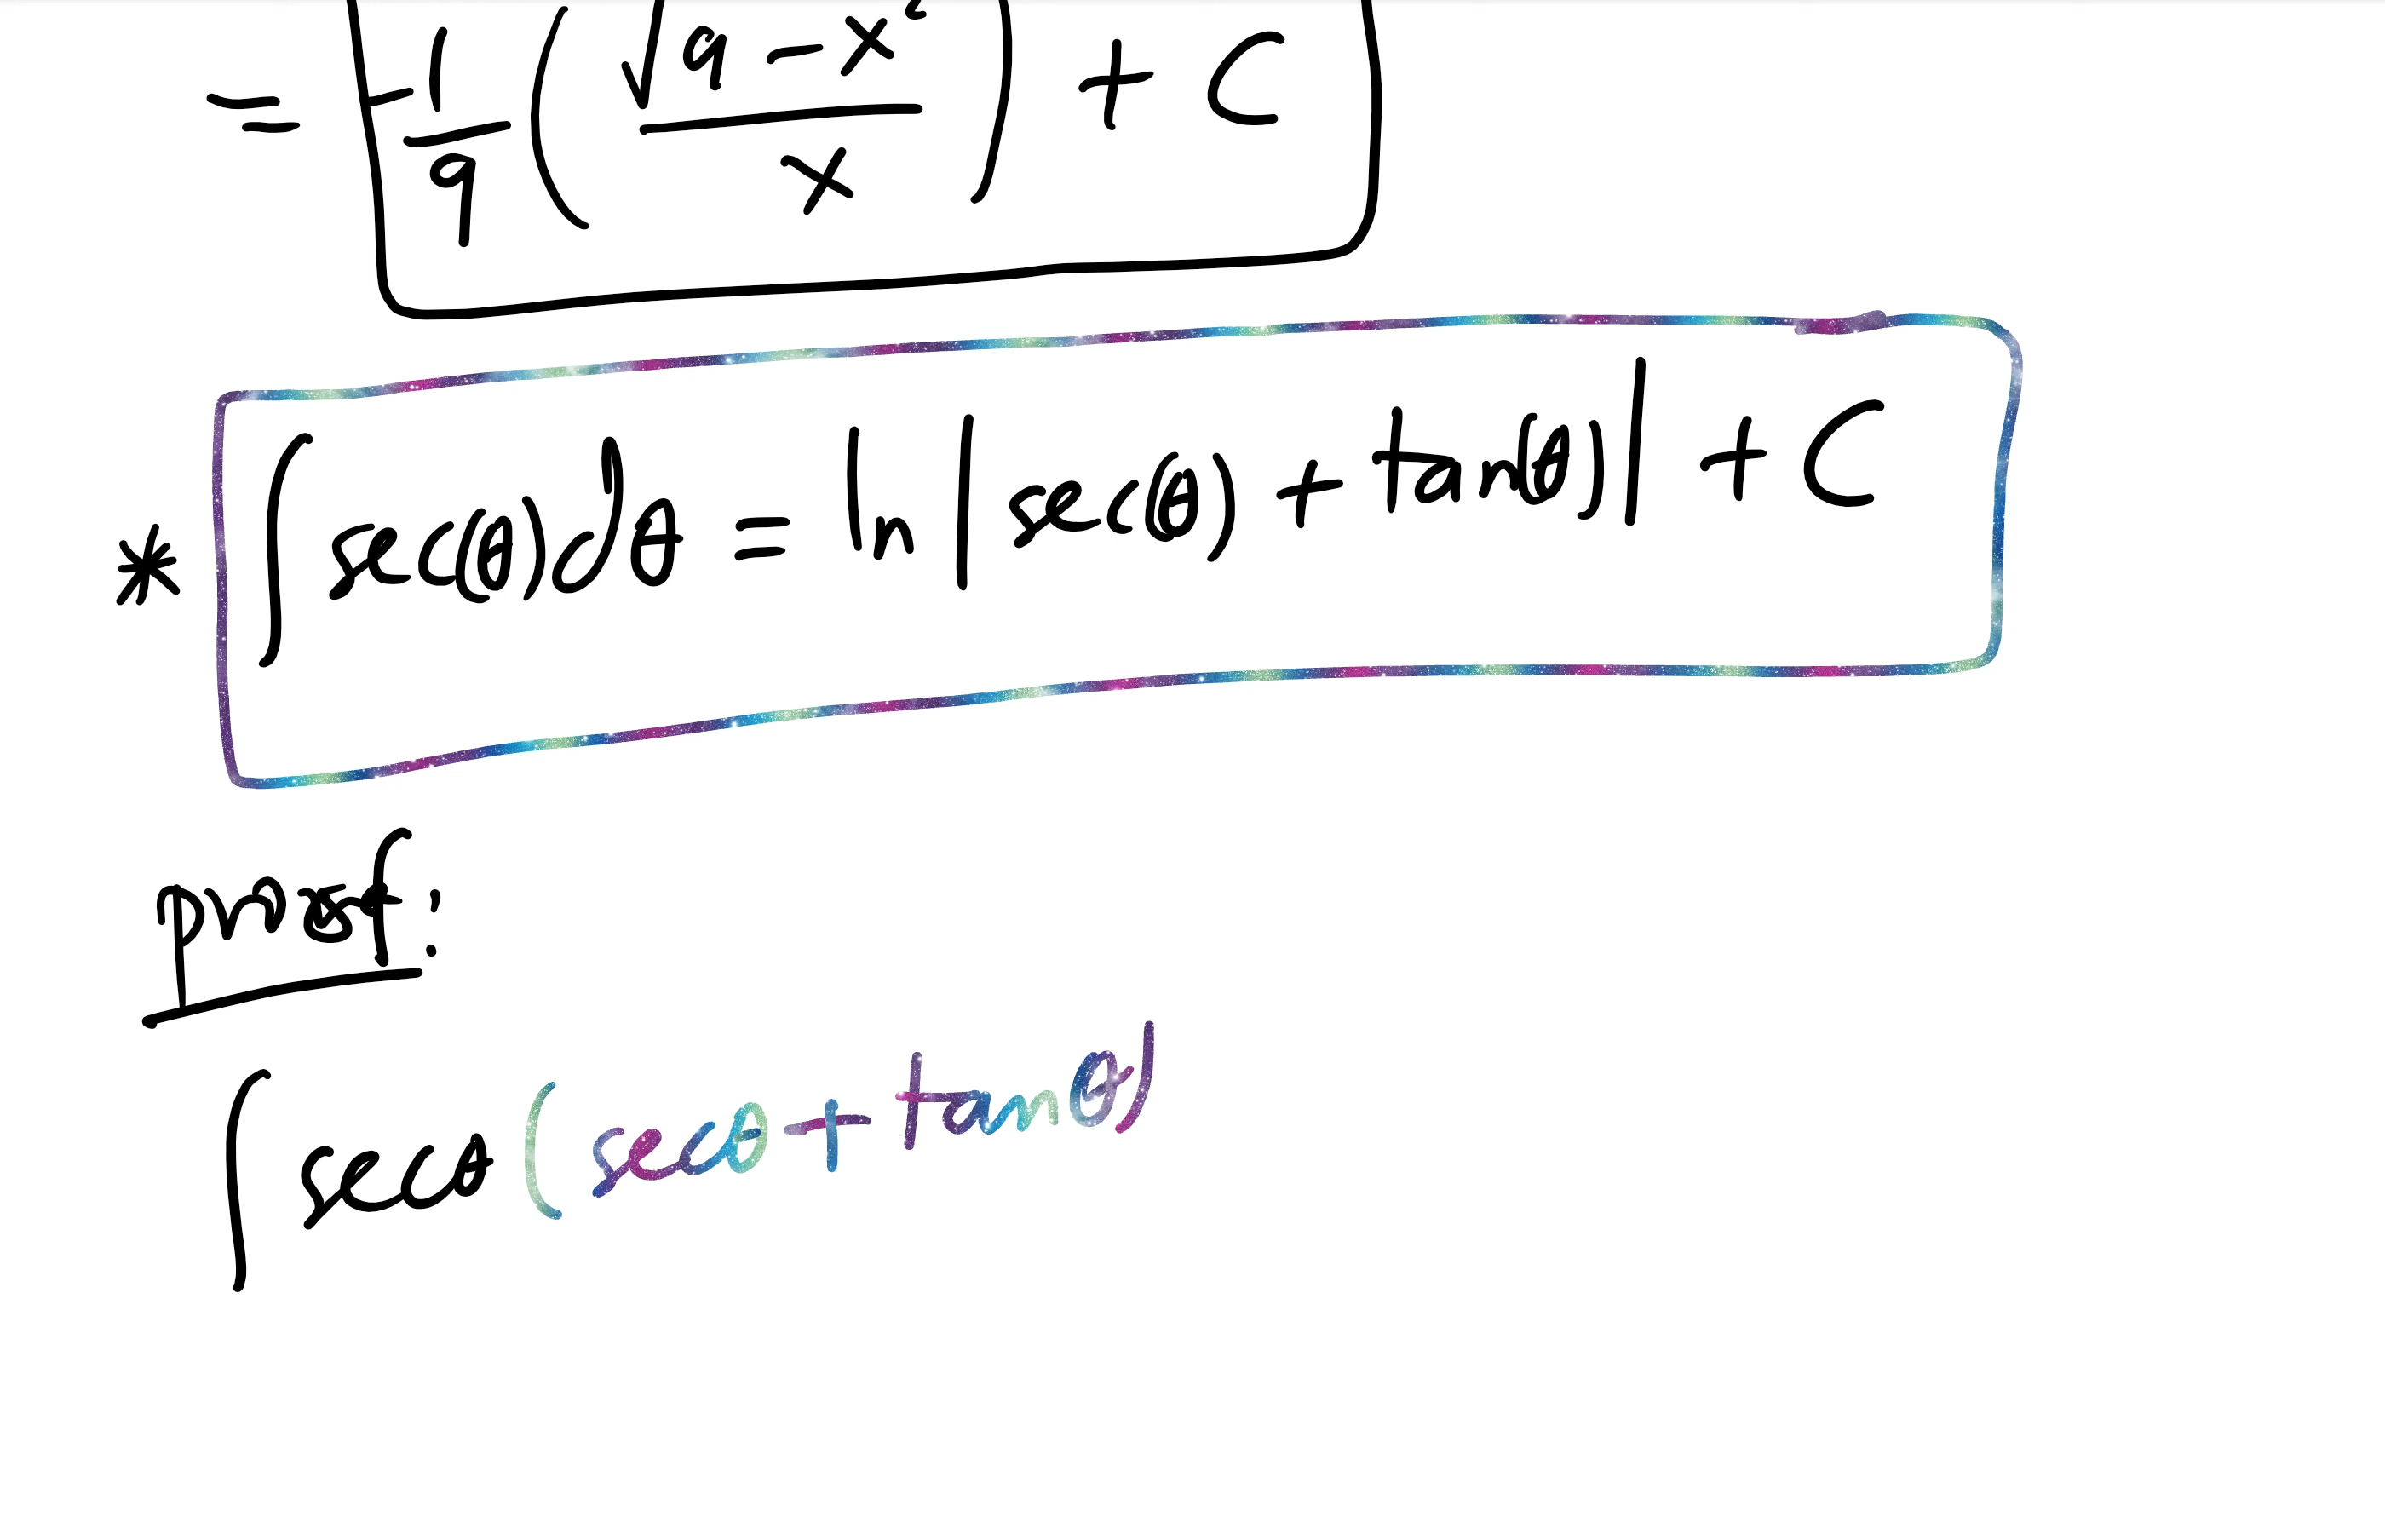 = -1/9 (√(9 - x²) / x) + C
* ∫ sec(θ) dθ = ln | sec(θ) + tan(θ) | + C
proof:
∫ secθ (secθ + tanθ)